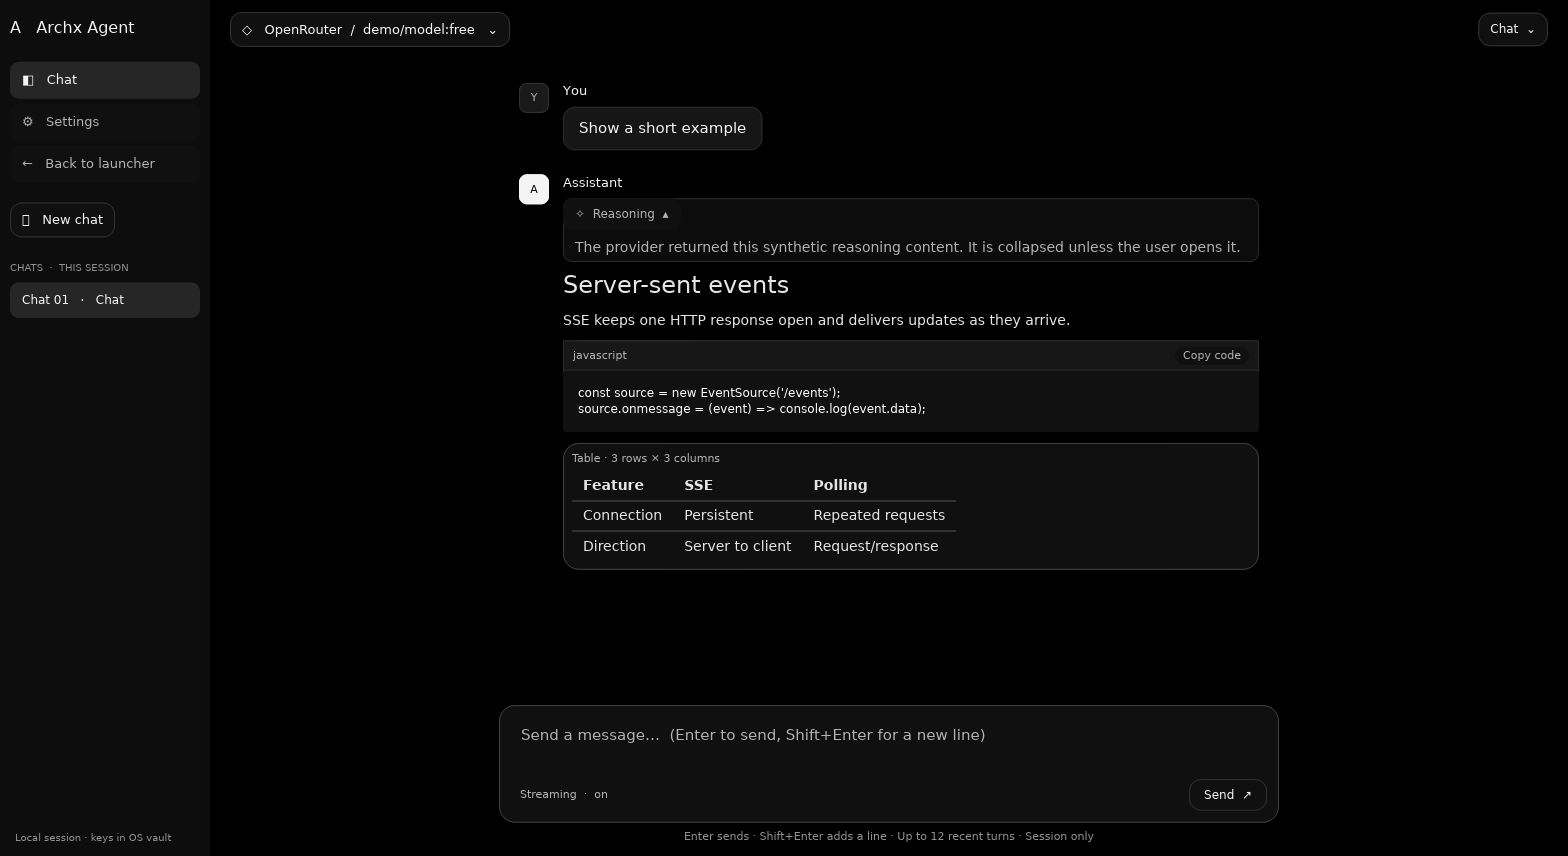 A Archx Agent
Chat
Settings
← Back to launcher
New chat
CHATS · THIS SESSION
Chat 01 · Chat
Local session · keys in OS vault
OpenRouter / demo/model:free
Chat
Y
You
Show a short example
A
Assistant
Reasoning ▴
The provider returned this synthetic reasoning content. It is collapsed unless the user opens it.
Server-sent events
SSE keeps one HTTP response open and delivers updates as they arrive.
javascript Copy code
const source = new EventSource('/events');
source.onmessage = (event) => console.log(event.data);
Table · 3 rows × 3 columns
Feature SSE Polling
Connection Persistent Repeated requests
Direction Server to client Request/response
Send a message… (Enter to send, Shift+Enter for a new line)
Streaming · on
Send ↗
Enter sends · Shift+Enter adds a line · Up to 12 recent turns · Session only